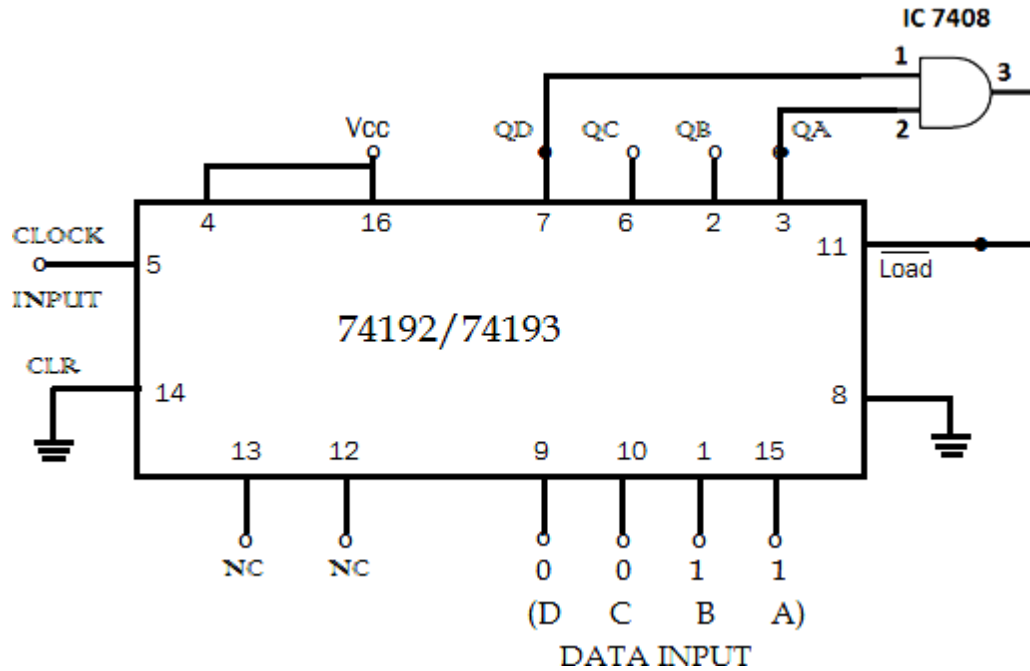 IC 7408
1
3
2
Vcc
QD
QC
QB
QA
4
16
7
6
2
3
CLOCK
5
11
Load
INPUT
74192/74193
CLR
14
8
13
12
9
10
1
15
NC
NC
0
0
1
1
(D
C
B
A)
DATA INPUT